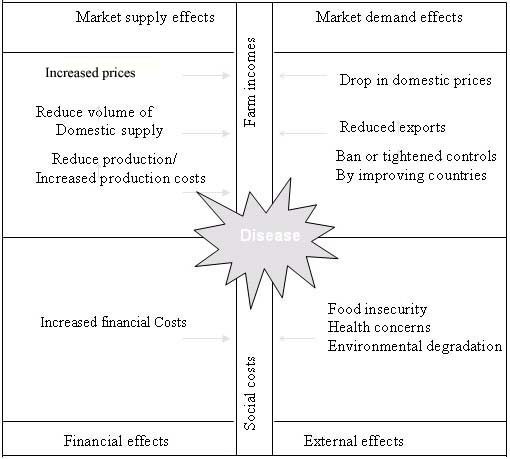 Market supply effects
Market demand effects
Farm incomes
Increased prices
Drop in domestic prices
Reduce volume of
Domestic supply
Reduced exports
Reduce production/
Increased production costs
Ban or tightened controls
By improving countries
Disease
Increased financial Costs
Food insecurity
Health concerns
Environmental degradation
Social costs
Financial effects
External effects